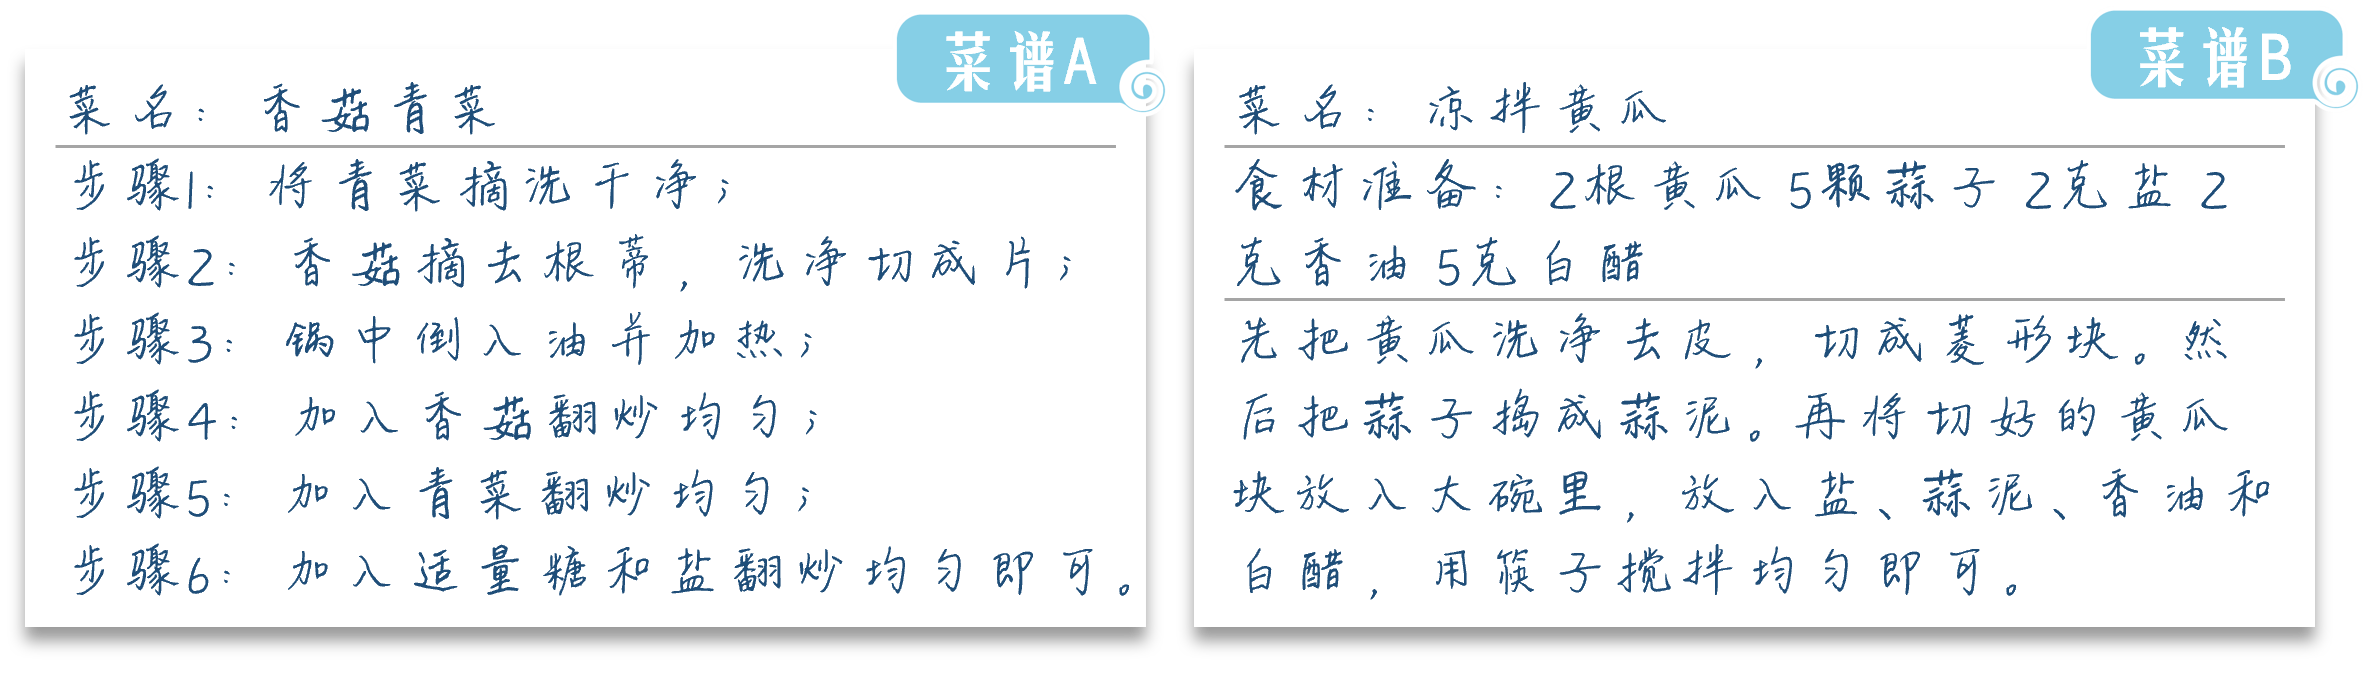 菜谱A
菜名：香菇青菜
步骤1：将青菜摘洗干净；
步骤2：香菇摘去根蒂，洗净切成片；
步骤3：锅中倒入油并加热；
步骤4：加入香菇翻炒均匀；
步骤5：加入青菜翻炒均匀；
步骤6：加入适量糖和盐翻炒均匀即可。
菜谱B
菜名：凉拌黄瓜
食材准备：2根黄瓜 5颗蒜子 2克盐 2
克香油 5克白醋
先把黄瓜洗净去皮，切成菱形块。然
后把蒜子捣成蒜泥。再将切好的黄瓜
块放入大碗里，放入盐、蒜泥、香油和
白醋，用筷子搅拌均匀即可。